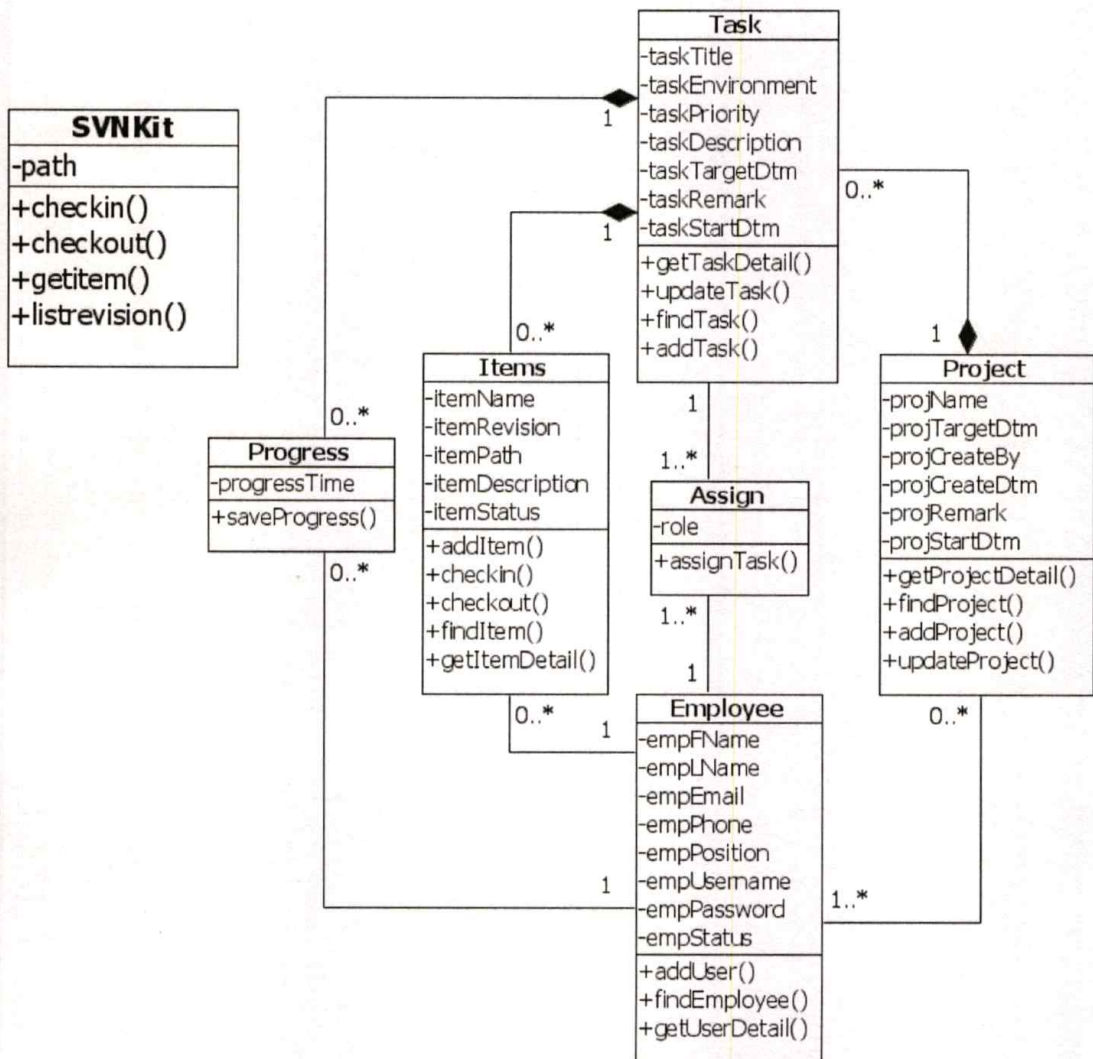 Task
-taskTitle
-taskEnvironment
-taskPriority
-taskDescription
-taskTargetDtm
-taskRemark
-taskStartDtm
+getTaskDetail()
+updateTask()
+findTask()
+addTask()
SVNKit
-path
+checkin()
+checkout()
+getitem()
+listrevision()
1
1
0..*
0..*
0..*
1
1..*
1
Items
-itemName
-itemRevision
-itemPath
-itemDescription
-itemStatus
+addItem()
+checkin()
+checkout()
+findItem()
+getItemDetail()
Progress
-progressTime
+saveProgress()
0..*
Assign
-role
+assignTask()
1..*
1
Project
-projName
-projTargetDtm
-projCreateBy
-projCreateDtm
-projRemark
-projStartDtm
+getProjectDetail()
+findProject()
+addProject()
+updateProject()
0..*
0..*
1
1
1..*
Employee
-empFName
-empLName
-empEmail
-empPhone
-empPosition
-empUsername
-empPassword
-empStatus
+addUser()
+findEmployee()
+getUserDetail()